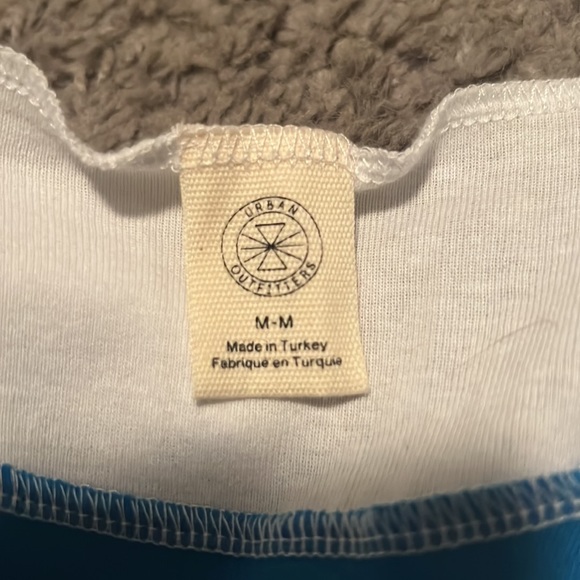 URBAN
OUTFITTERS
M-M
Made in Turkey
Fabriqué en Turquie